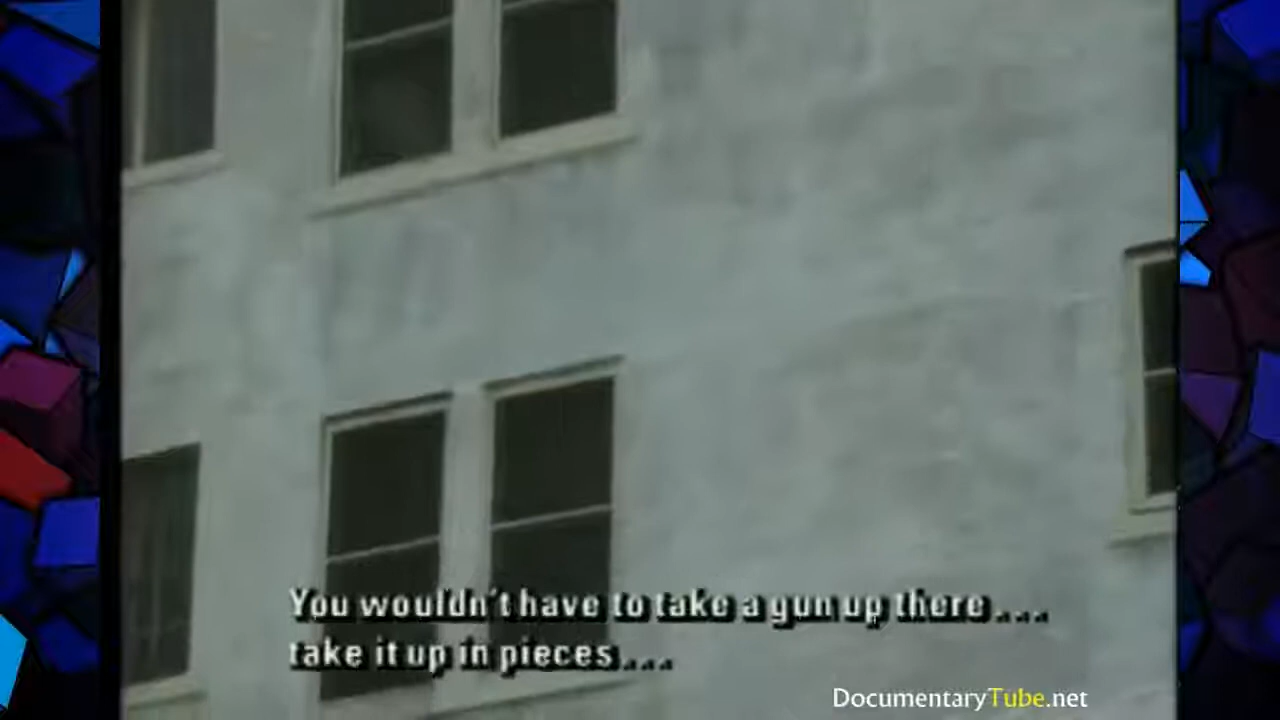 You wouldn't have to take a gun up there ...
take it up in pieces ...
DocumentaryTube.net